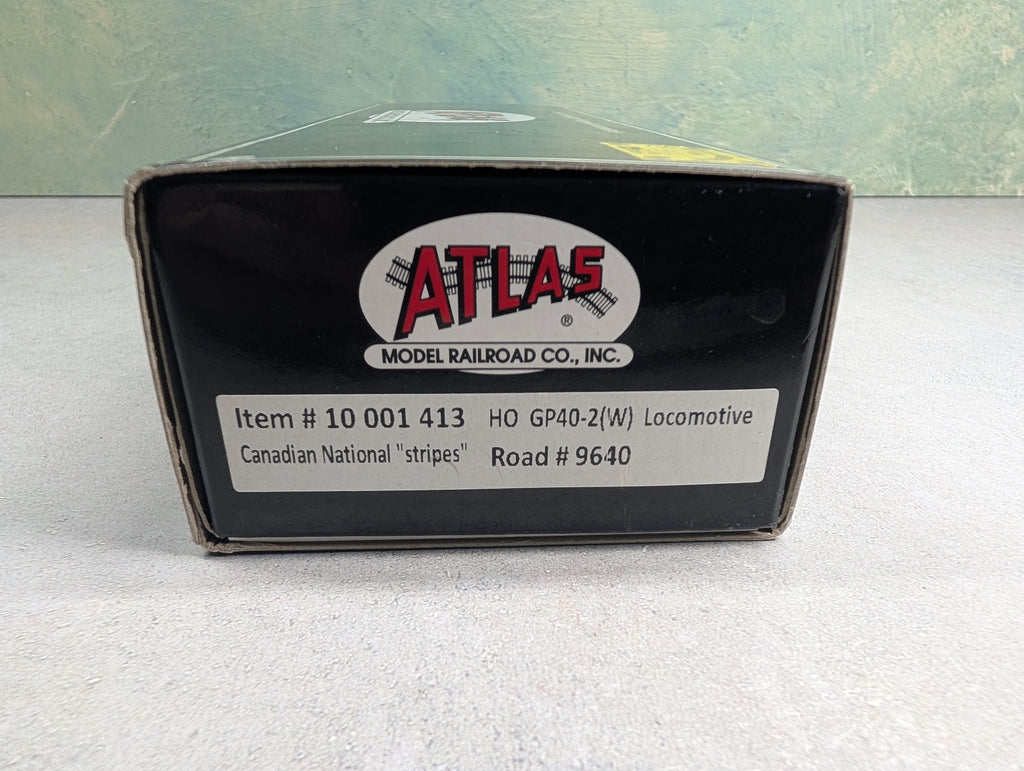 ATLAS
®
MODEL RAILROAD CO., INC.
Item # 10 001 413 HO GP40-2(W) Locomotive
Canadian National "stripes" Road # 9640